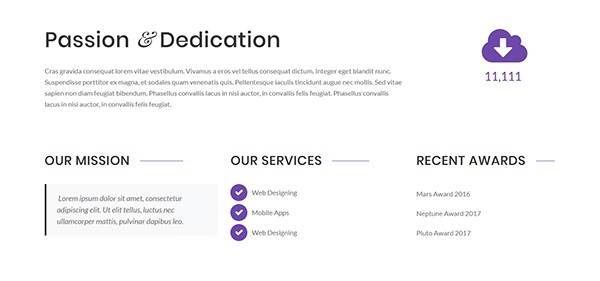 Passion & Dedication
Cras gravida consequat lorem vitae vestibulum. Vivamus a eros vel tellus consequat dictum. Integer eget blandit nunc.
Suspendisse porttitor ex magna, et sodales quam venenatis quis. Pellentesque iaculis tincidunt augue nec mollis. Sed vitae
sapien non diam feugiat bibendum. Phasellus convallis lacus in nisi auctor, in convallis felis feugiat. Phasellus convallis
lacus in nisi auctor, in convallis felis feugiat.
11,111
OUR MISSION
Lorem ipsum dolor sit amet, consectetur
adipiscing elit. Ut elit tellus, luctus nec
ullamcorper mattis, pulvinar dapibus leo.
OUR SERVICES
Web Designing
Mobile Apps
Web Designing
RECENT AWARDS
Mars Award 2016
Neptune Award 2017
Pluto Award 2017